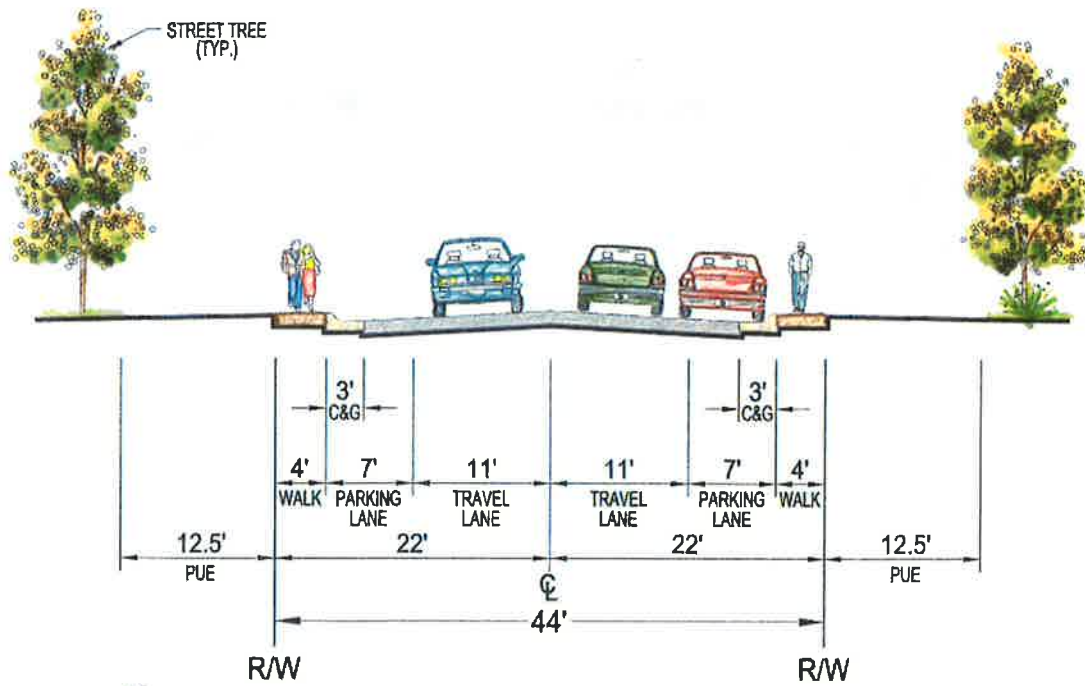 STREET TREE
(TYP.)
3'
C&G
3'
C&G
4'
WALK
7'
PARKING
LANE
11'
TRAVEL
LANE
11'
TRAVEL
LANE
7'
PARKING
LANE
4'
WALK
12.5'
PUE
22'
22'
12.5'
PUE
℄
44'
R/W
R/W